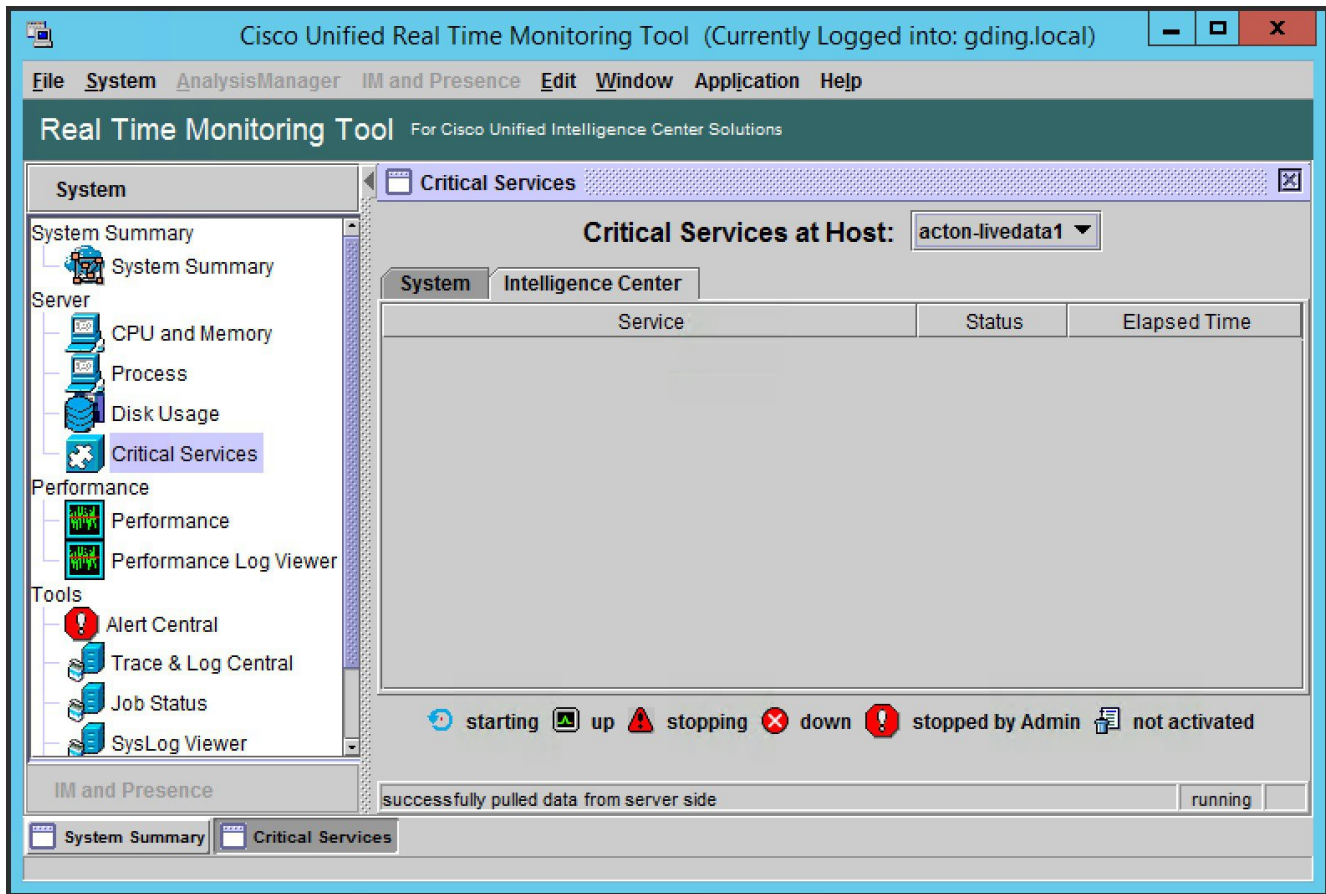 Cisco Unified Real Time Monitoring Tool (Currently Logged into: gding.local)
File System AnalysisManager IM and Presence Edit Window Application Help
Real Time Monitoring Tool For Cisco Unified Intelligence Center Solutions
System
System Summary
System Summary
Server
CPU and Memory
Process
Disk Usage
Critical Services
Performance
Performance
Performance Log Viewer
Tools
Alert Central
Trace & Log Central
Job Status
SysLog Viewer
IM and Presence
Critical Services
Critical Services at Host: acton-livedata1
System Intelligence Center
Service Status Elapsed Time
starting up stopping down stopped by Admin not activated
successfully pulled data from server side running
System Summary Critical Services